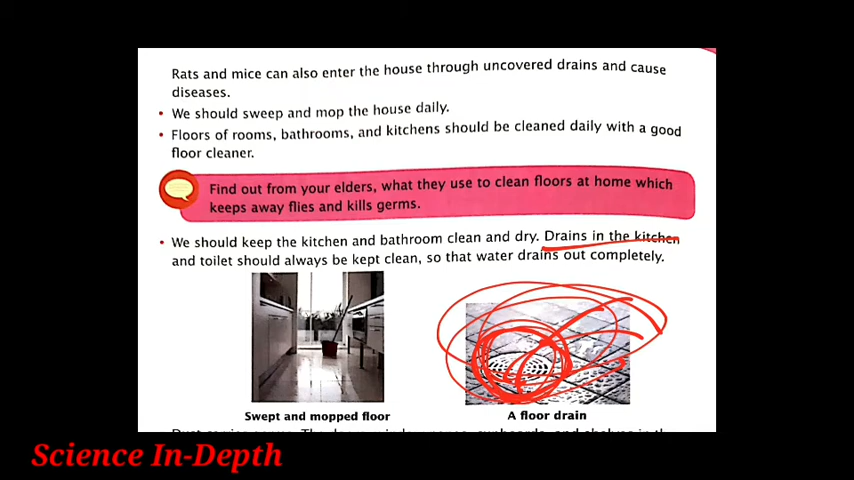 Rats and mice can also enter the house through uncovered drains and cause
diseases.
• We should sweep and mop the house daily.
• Floors of rooms, bathrooms, and kitchens should be cleaned daily with a good
floor cleaner.
Find out from your elders, what they use to clean floors at home which
keeps away flies and kills germs.
• We should keep the kitchen and bathroom clean and dry. Drains in the kitchen
and toilet should always be kept clean, so that water drains out completely.
Swept and mopped floor
A floor drain
Science In-Depth